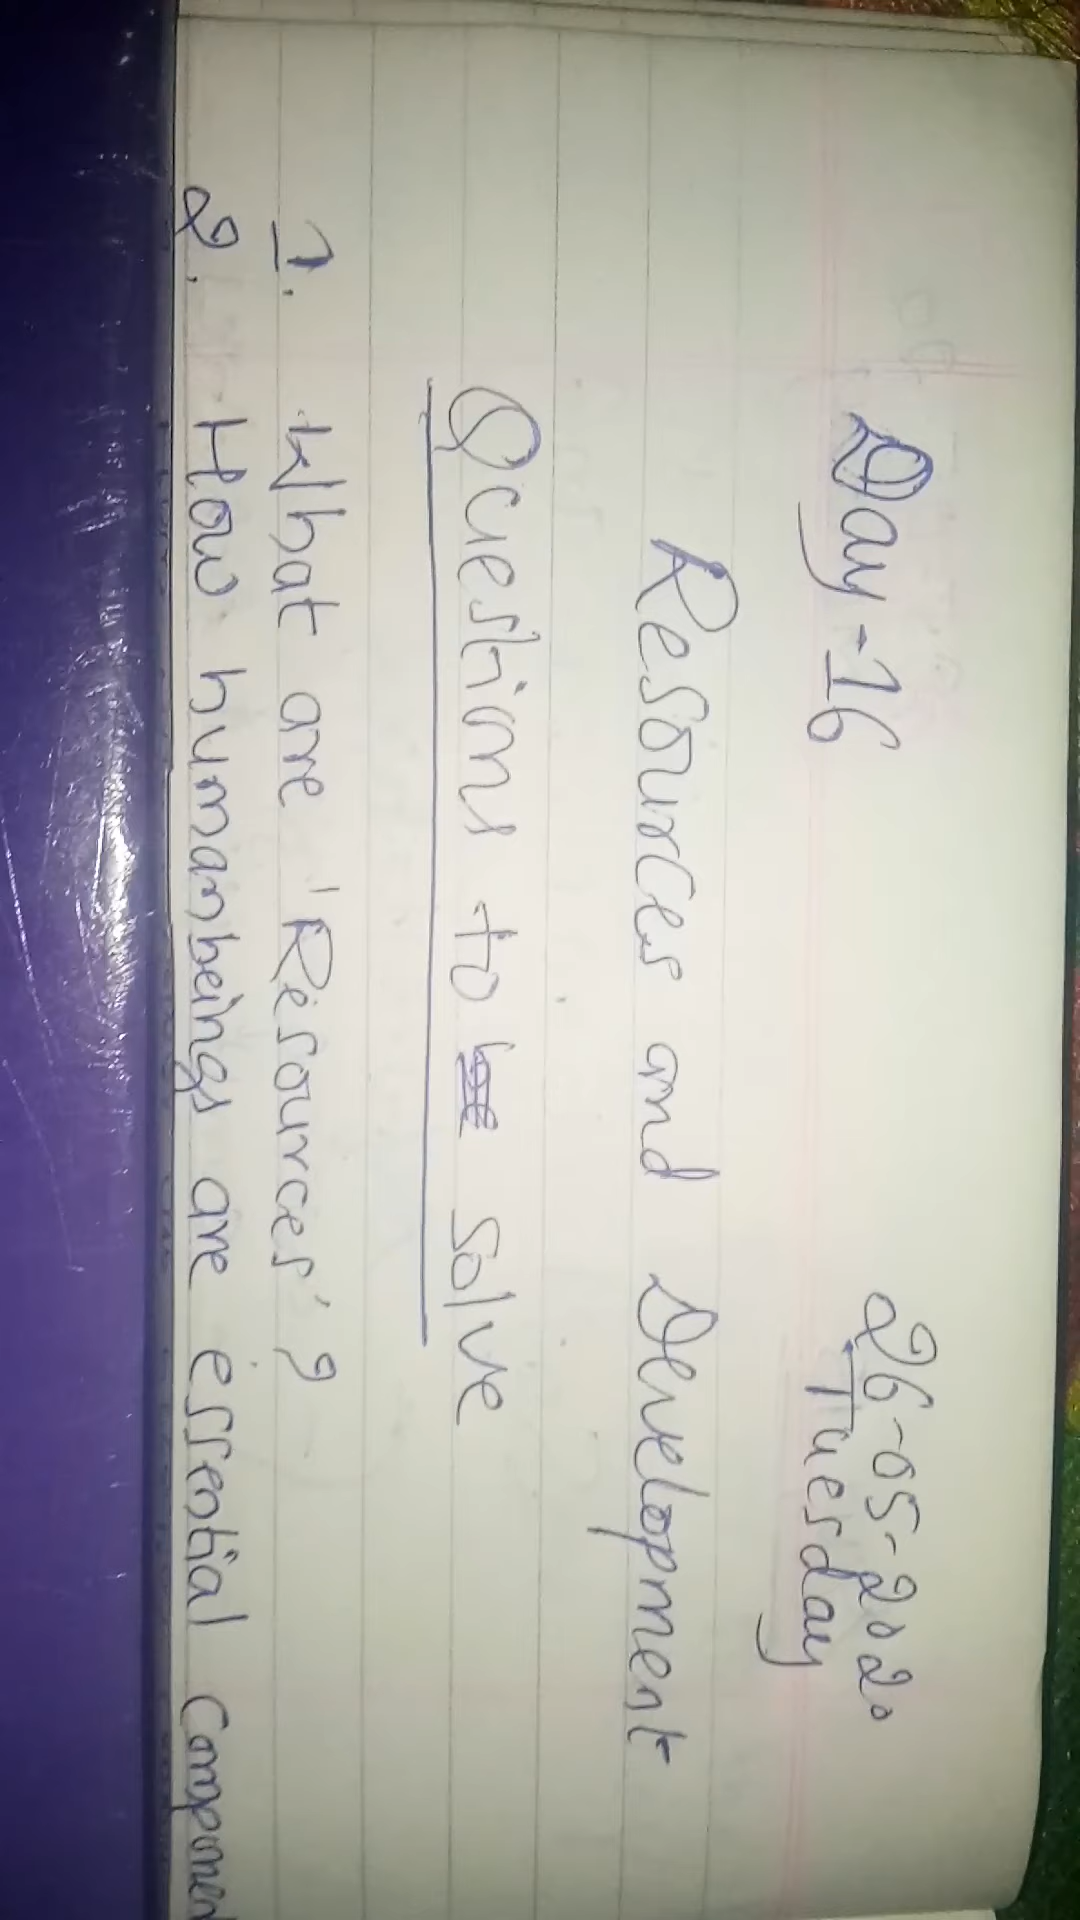 Day-16
26-05-2020
Tuesday
Resources and Development
Questions to solve
1. What are 'Resources'?
2. How humanbeings are essential Componen